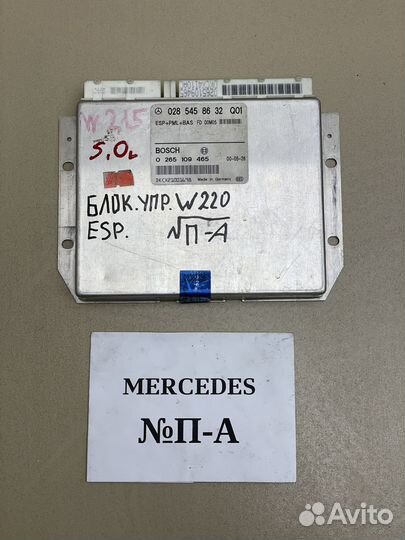 028 545 86 32 Q01
ESP+PML+BAS FD 00M05
BOSCH
0 265 109 465
00-05-26
Made in Germany
W215
5,0L
БЛОК.УПР. W220
ESP. №П-А
MERCEDES
№П-А
Avito